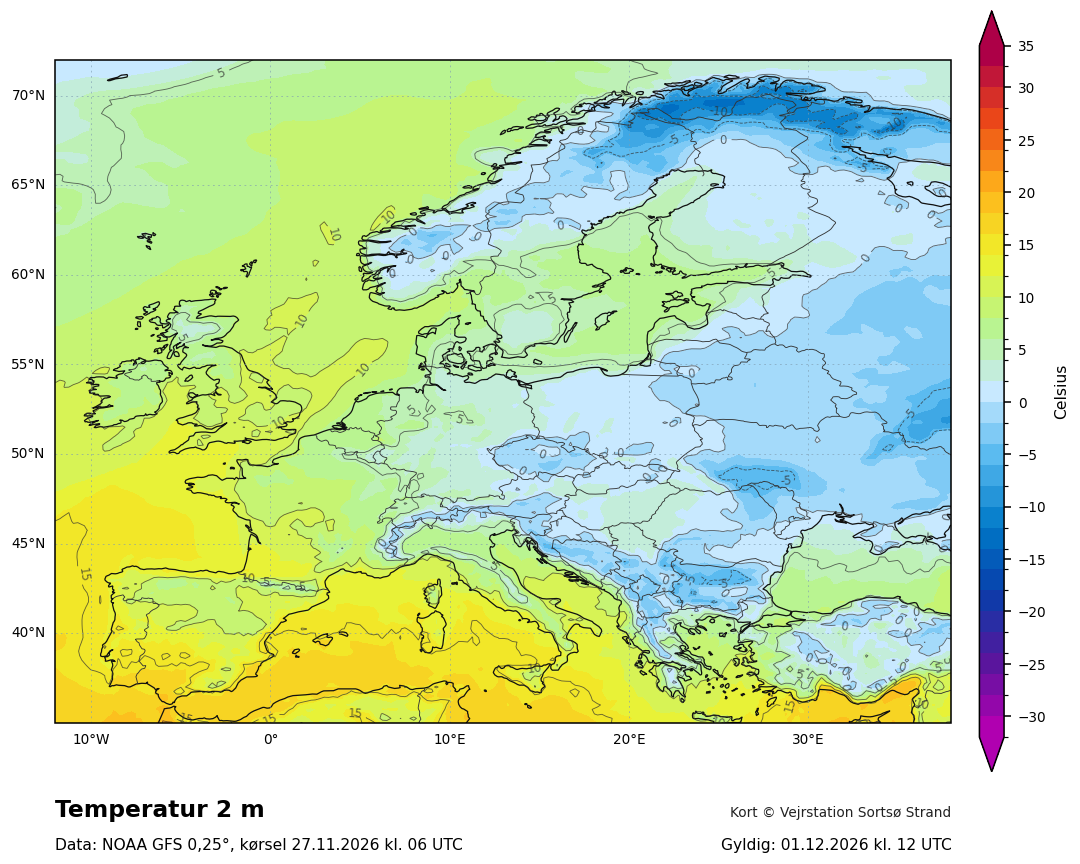 35
30
25
20
15
10
5
0
−5
−10
−15
−20
−25
−30
Celsius
70°N
65°N
60°N
55°N
50°N
45°N
40°N
10°W
0°
10°E
20°E
30°E
Temperatur 2 m
Kort © Vejrstation Sortsø Strand
Data: NOAA GFS 0,25°, kørsel 27.11.2026 kl. 06 UTC
Gyldig: 01.12.2026 kl. 12 UTC